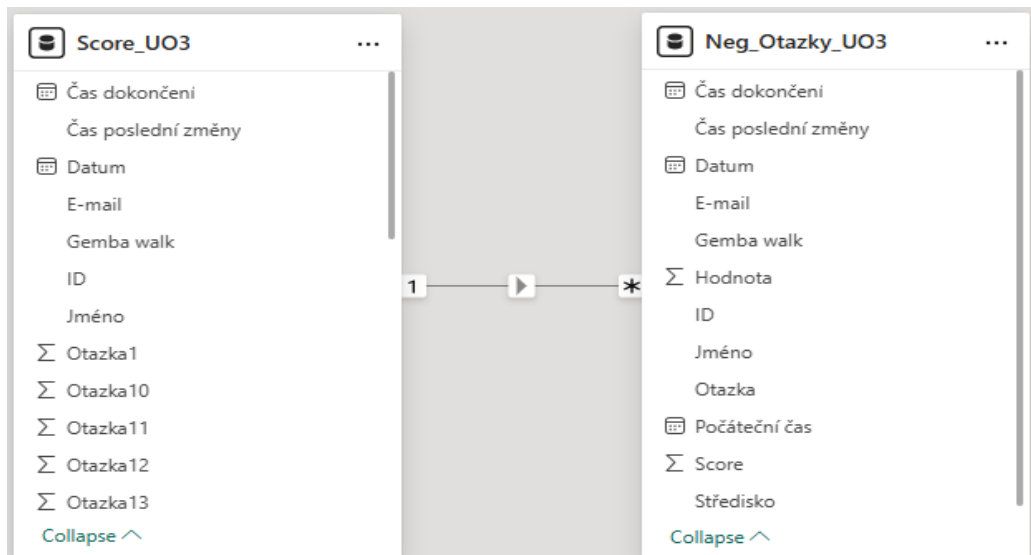 Score_UO3
...
Čas dokončení
Čas poslední změny
Datum
E-mail
Gemba walk
ID
Jméno
Otazka1
Otazka10
Otazka11
Otazka12
Otazka13
Collapse
1
*
Neg_Otazky_UO3
...
Čas dokončení
Čas poslední změny
Datum
E-mail
Gemba walk
Hodnota
ID
Jméno
Otazka
Počáteční čas
Score
Středisko
Collapse